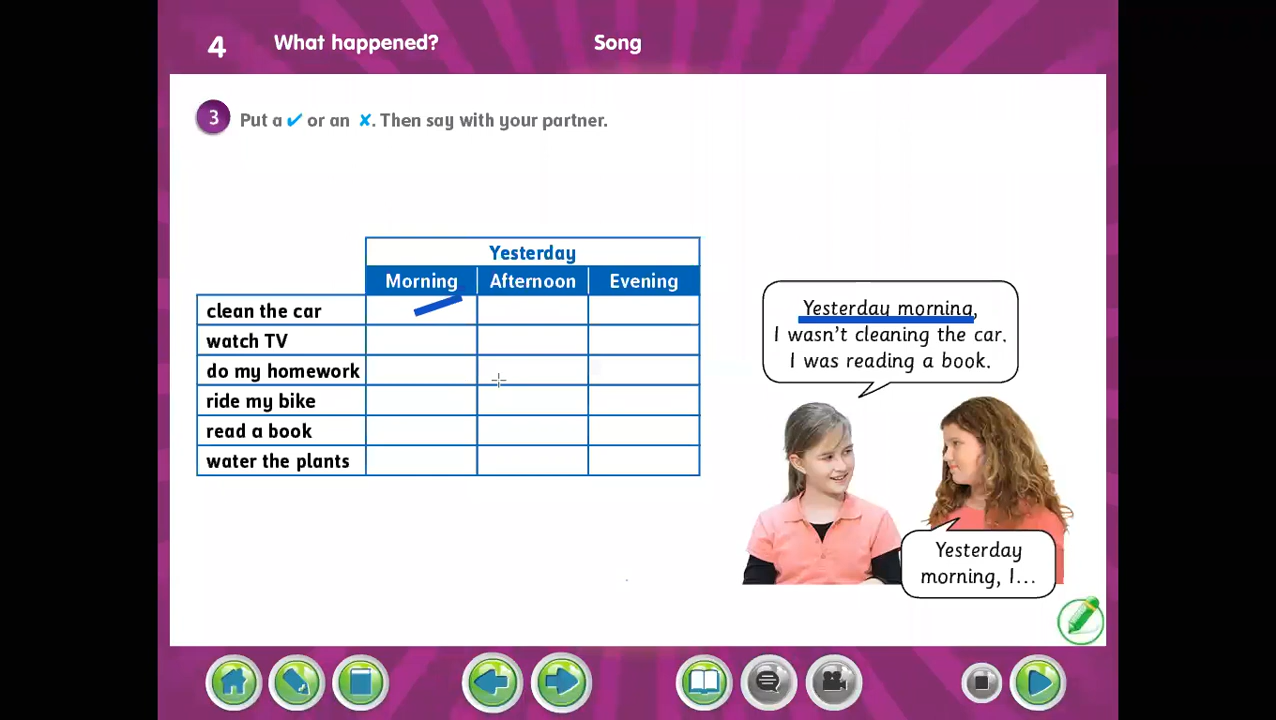 4 What happened? Song
3 Put a ✔ or an ✘. Then say with your partner.
Yesterday
Morning Afternoon Evening
clean the car
watch TV
do my homework
ride my bike
read a book
water the plants
Yesterday morning,
I wasn't cleaning the car.
I was reading a book.
Yesterday
morning, I...